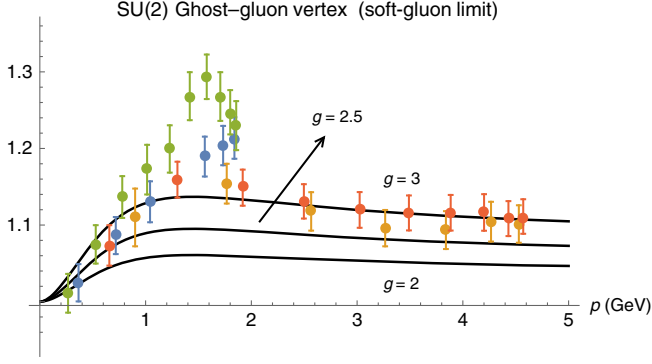 SU(2) Ghost–gluon vertex (soft-gluon limit)
1.3
1.2
1.1
g = 2.5
g = 3
g = 2
0 1 2 3 4 5
p (GeV)